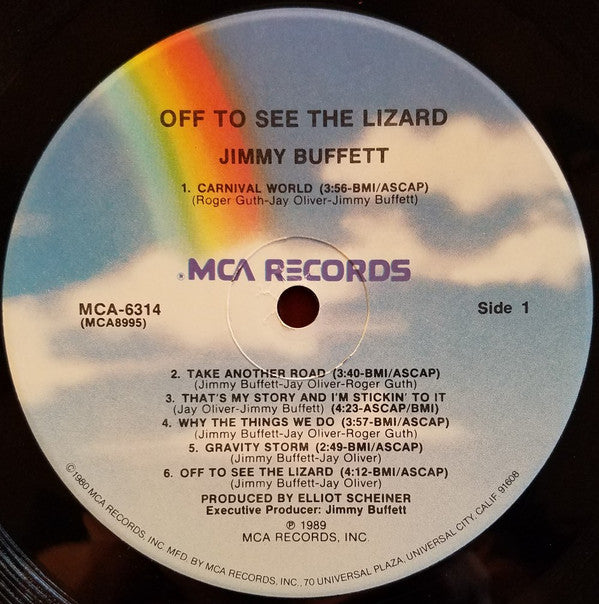 OFF TO SEE THE LIZARD
JIMMY BUFFETT
1. CARNIVAL WORLD (3:56-BMI/ASCAP)
(Roger Guth-Jay Oliver-Jimmy Buffett)
MCA RECORDS
MCA-6314
(MCA8995)
Side 1
2. TAKE ANOTHER ROAD (3:40-BMI/ASCAP)
(Jimmy Buffett-Jay Oliver-Roger Guth)
3. THAT'S MY STORY AND I'M STICKIN' TO IT
(Jay Oliver-Jimmy Buffett) (4:23-ASCAP/BMI)
4. WHY THE THINGS WE DO (3:57-BMI/ASCAP)
(Jimmy Buffett-Jay Oliver-Roger Guth)
5. GRAVITY STORM (2:49-BMI/ASCAP)
(Jimmy Buffett-Jay Oliver)
6. OFF TO SEE THE LIZARD (4:12-BMI/ASCAP)
(Jimmy Buffett-Jay Oliver)
PRODUCED BY ELLIOT SCHEINER
Executive Producer: Jimmy Buffett
℗ 1989
MCA RECORDS, INC.
©1980 MCA RECORDS, INC. MFD. BY MCA RECORDS, INC., 70 UNIVERSAL PLAZA, UNIVERSAL CITY, CALIF. 91608